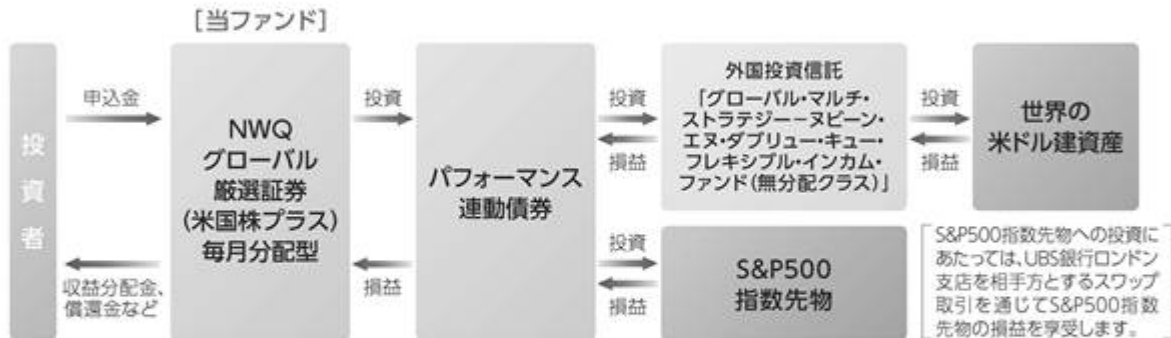 [当ファンド]
投資者
申込金
収益分配金、
償還金など
NWQ
グローバル
厳選証券
(米国株プラス)
毎月分配型
投資
損益
パフォーマンス
連動債券
投資
損益
外国投資信託
「グローバル・マルチ・
ストラテジー－ヌビーン・
エヌ・ダブリュー・キュー・
フレキシブル・インカム・
ファンド(無分配クラス)」
投資
損益
世界の
米ドル建資産
投資
損益
S&P500
指数先物
S&P500指数先物への投資に
あたっては、UBS銀行ロンドン
支店を相手方とするスワップ
取引を通じてS&P500指数
先物の損益を享受します。